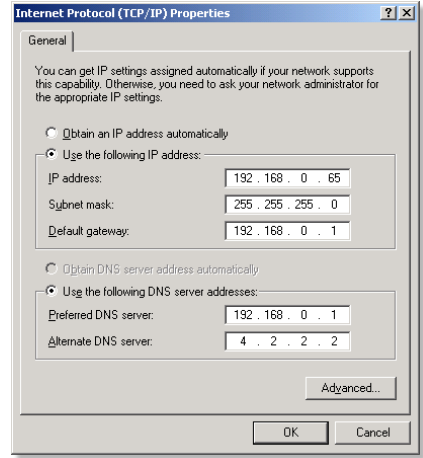 Internet Protocol (TCP/IP) Properties
? X
General
You can get IP settings assigned automatically if your network supports
this capability. Otherwise, you need to ask your network administrator for
the appropriate IP settings.
Obtain an IP address automatically
Use the following IP address:
IP address: 192 . 168 . 0 . 65
Subnet mask: 255 . 255 . 255 . 0
Default gateway: 192 . 168 . 0 . 1
Obtain DNS server address automatically
Use the following DNS server addresses:
Preferred DNS server: 192 . 168 . 0 . 1
Alternate DNS server: 4 . 2 . 2 . 2
Advanced...
OK Cancel